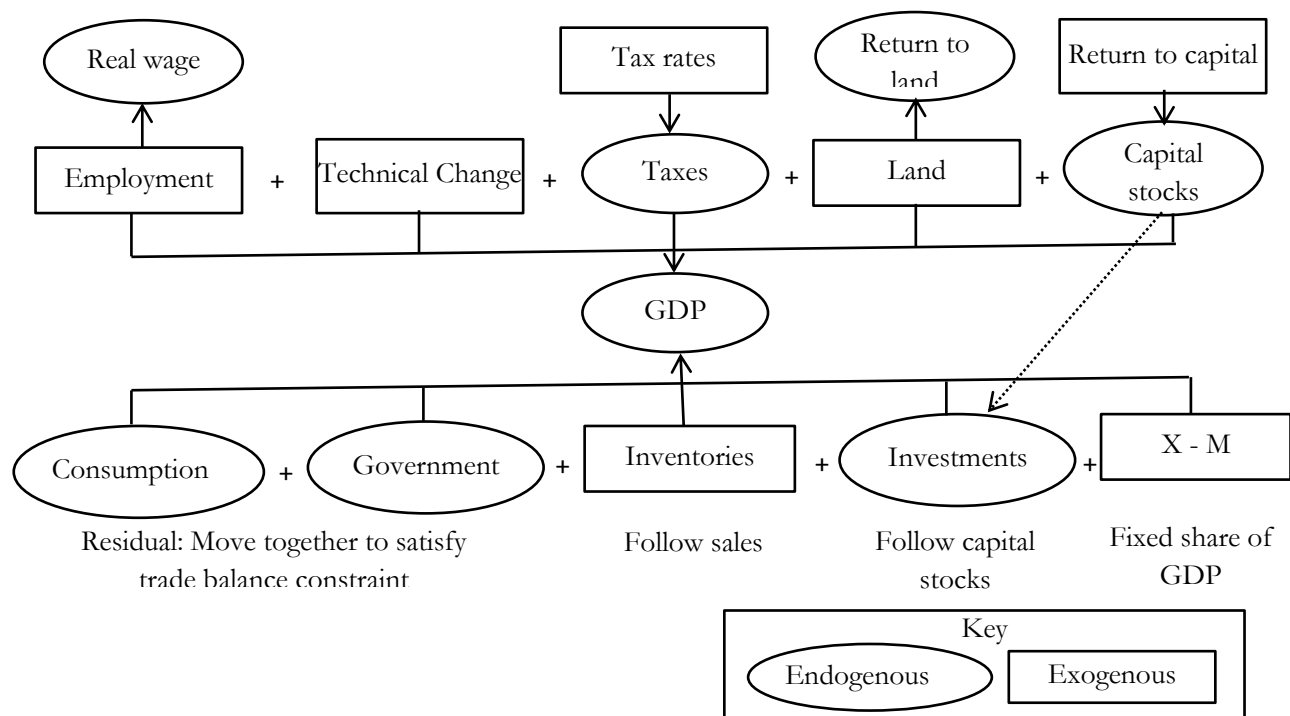 Real wage
Tax rates
Return to
land
Return to capital
Employment
+
Technical Change
+
Taxes
+
Land
+
Capital
stocks
GDP
Consumption
+
Government
+
Inventories
+
Investments
+
X - M
Residual: Move together to satisfy
trade balance constraint
Follow sales
Follow capital
stocks
Fixed share of
GDP
Key
Endogenous
Exogenous